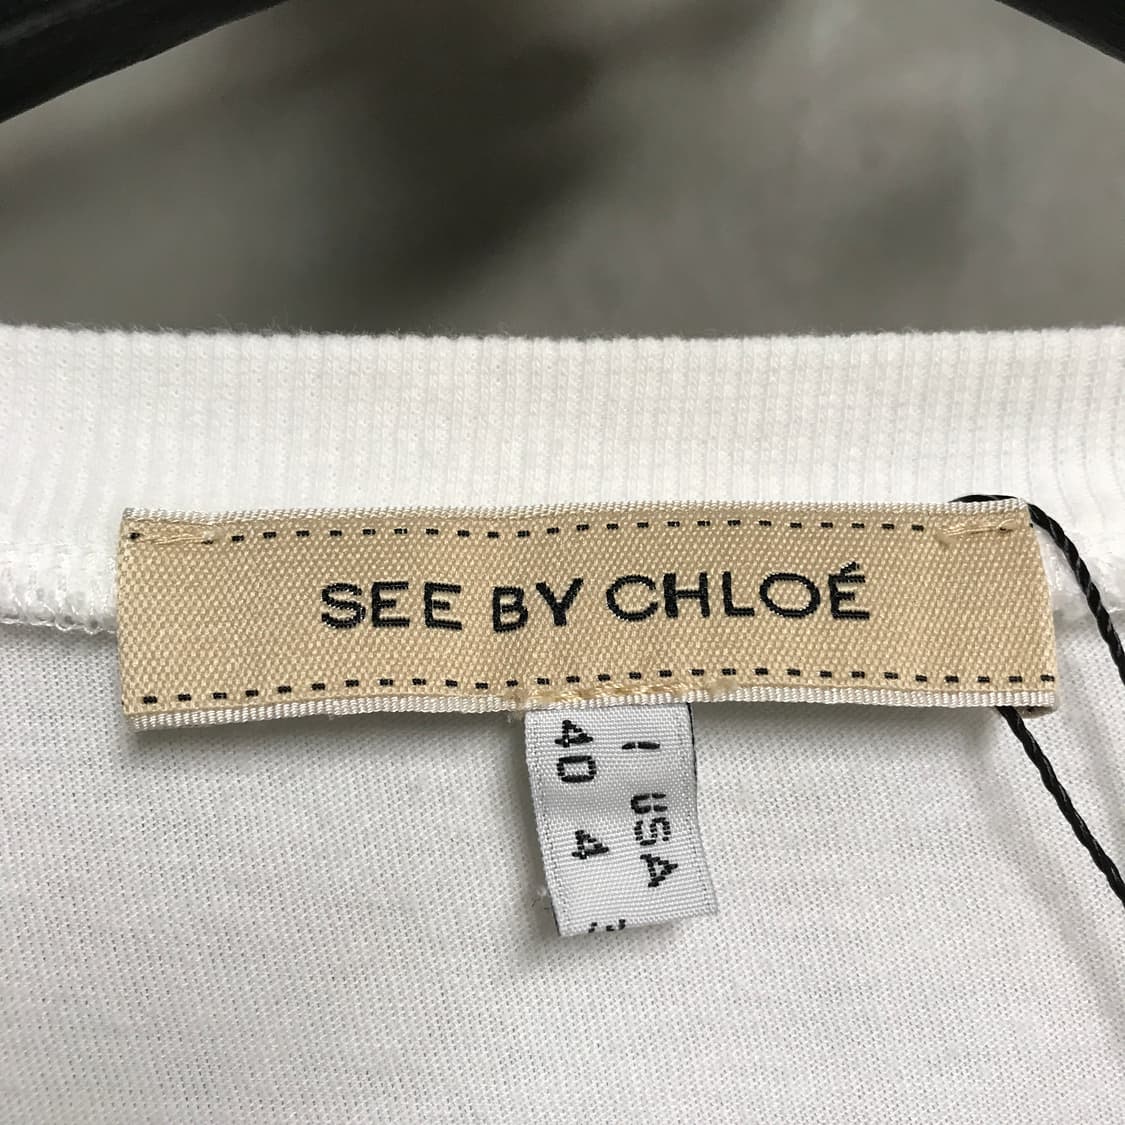 SEE BY CHLOÉ
I USA
40 4